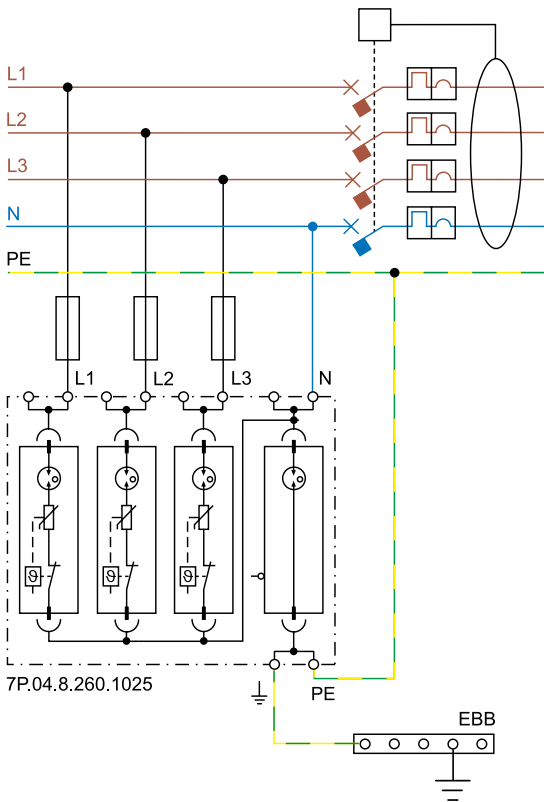 L1
L2
L3
N
PE
L1 L2 L3 N
ϑ ϑ ϑ
7P.04.8.260.1025
PE
EBB